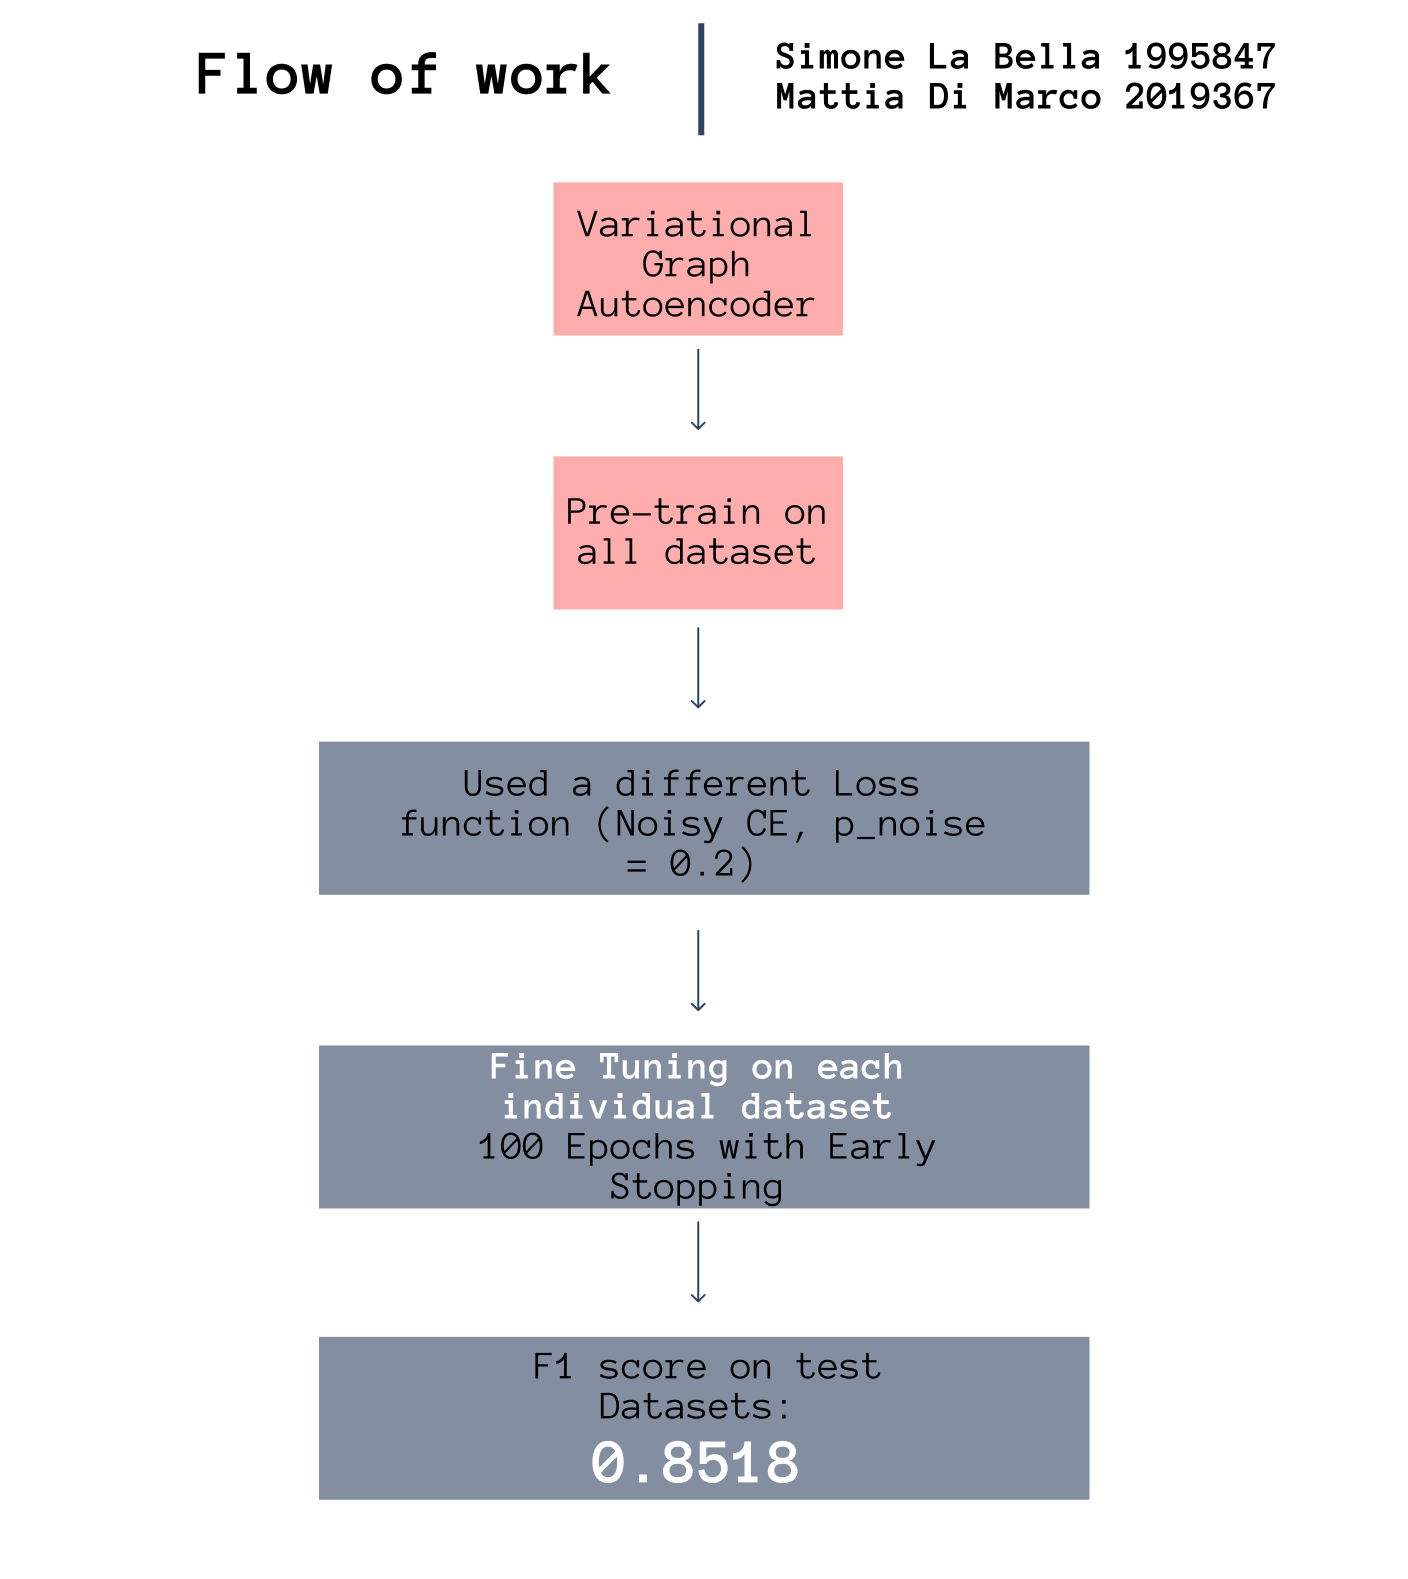 Flow of work
Simone La Bella 1995847
Mattia Di Marco 2019367
Variational
Graph
Autoencoder
Pre-train on
all dataset
Used a different Loss
function (Noisy CE, p_noise
= 0.2)
Fine Tuning on each
individual dataset
100 Epochs with Early
Stopping
F1 score on test
Datasets:
0.8518